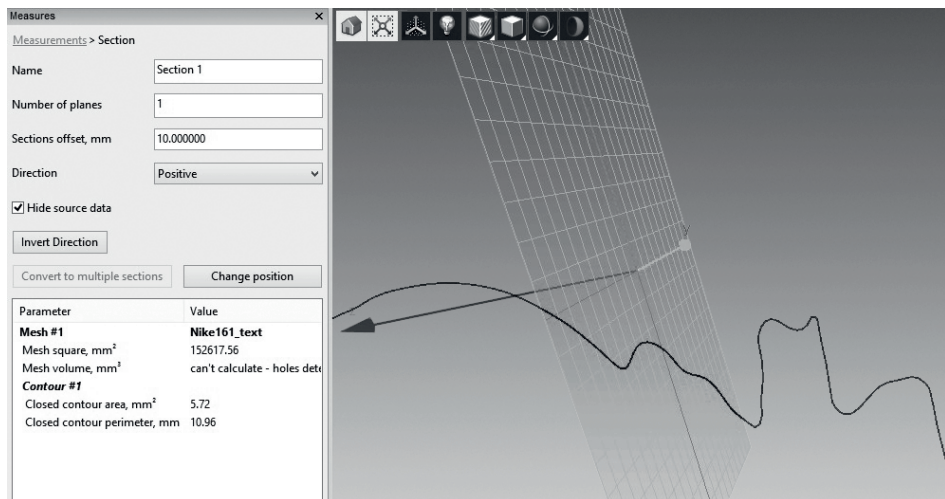 Measures
Measurements > Section
Name Section 1
Number of planes 1
Sections offset, mm 10.000000
Direction Positive
Hide source data
Invert Direction
Convert to multiple sections Change position
Parameter Value
Mesh #1 Nike161_text
Mesh square, mm² 152617.56
Mesh volume, mm³ can't calculate - holes dete
Contour #1
Closed contour area, mm² 5.72
Closed contour perimeter, mm 10.96
Y